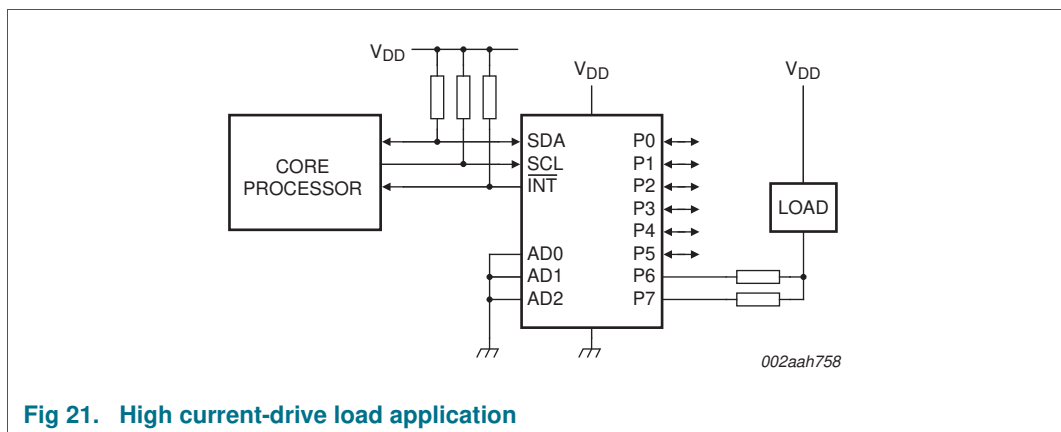 VDD
VDD
VDD
CORE
PROCESSOR
SDA
SCL
INT
AD0
AD1
AD2
P0
P1
P2
P3
P4
P5
P6
P7
LOAD
002aah758
Fig 21. High current-drive load application